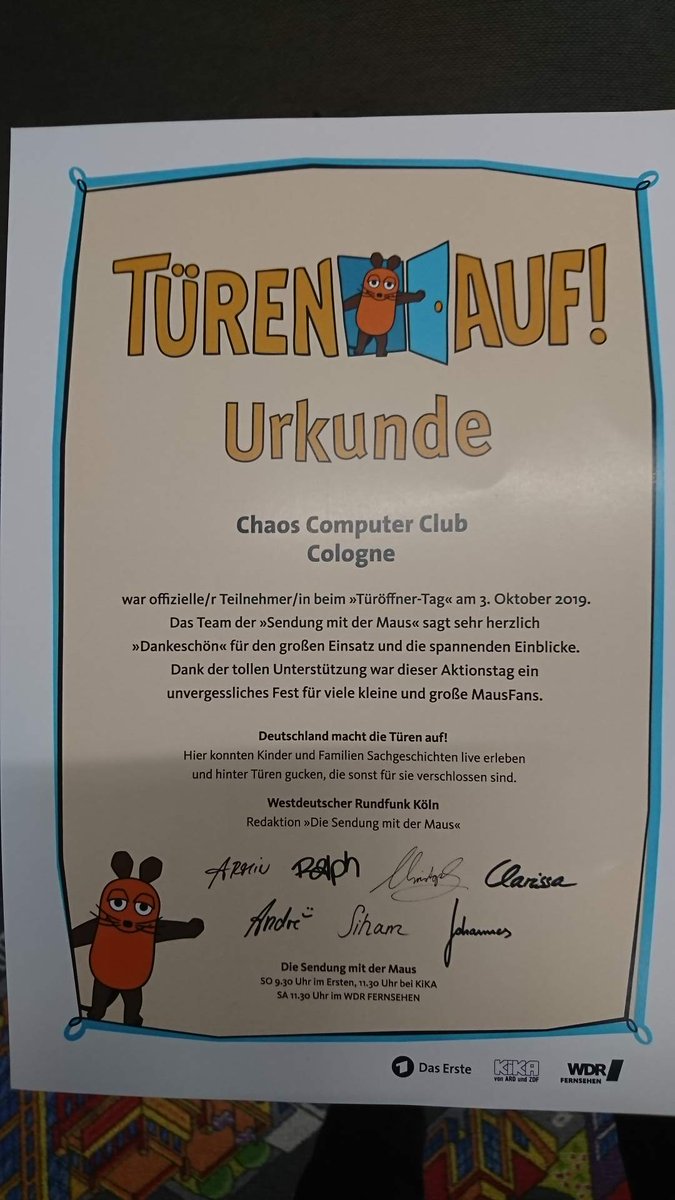 TÜREN AUF!
Urkunde
Chaos Computer Club
Cologne
war offizielle/r Teilnehmer/in beim »Türöffner-Tag« am 3. Oktober 2019.
Das Team der »Sendung mit der Maus« sagt sehr herzlich
»Dankeschön« für den großen Einsatz und die spannenden Einblicke.
Dank der tollen Unterstützung war dieser Aktionstag ein
unvergessliches Fest für viele kleine und große MausFans.
Deutschland macht die Türen auf!
Hier konnten Kinder und Familien Sachgeschichten live erleben
und hinter Türen gucken, die sonst für sie verschlossen sind.
Westdeutscher Rundfunk Köln
Redaktion »Die Sendung mit der Maus«
ARMIN Ralph Christoph Clarissa
André Siham Johannes
Die Sendung mit der Maus
SO 9.30 Uhr im Ersten, 11.30 Uhr bei KiKA
SA 11.30 Uhr im WDR FERNSEHEN
1 Das Erste KiKA WDR
von ARD und ZDF FERNSEHEN